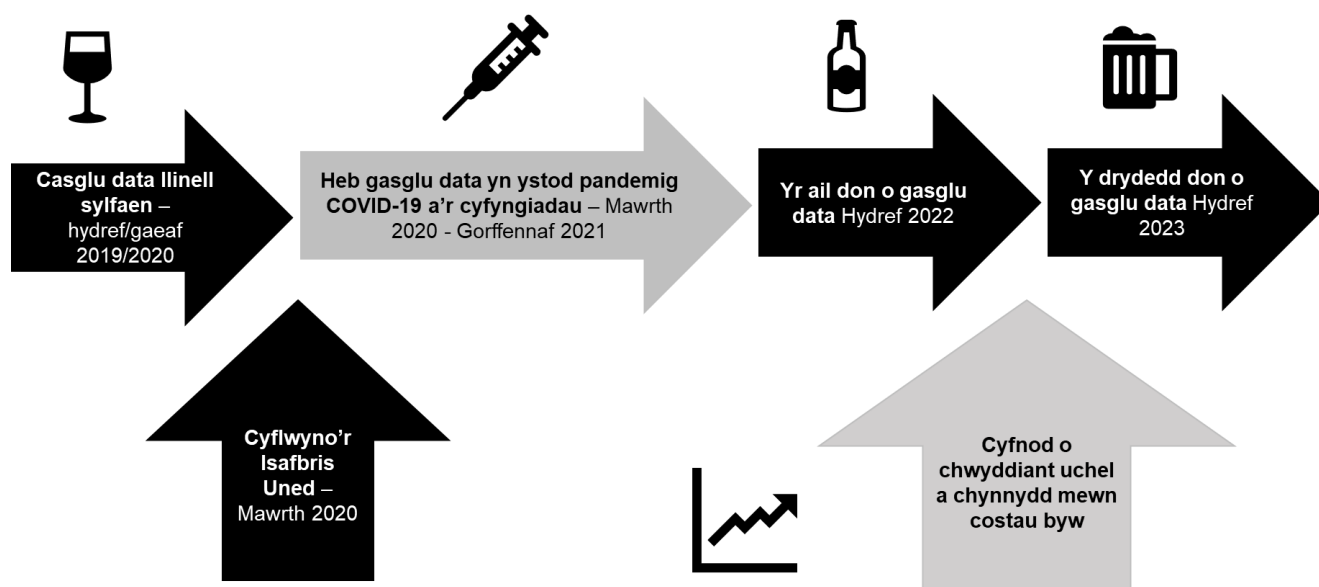 Casglu data llinell
sylfaen –
hydref/gaeaf
2019/2020
Heb gasglu data yn ystod pandemig
COVID-19 a'r cyfyngiadau – Mawrth
2020 - Gorffennaf 2021
Yr ail don o gasglu
data Hydref 2022
Y drydedd don o
gasglu data Hydref
2023
Cyflwyno’r
Isafbris
Uned –
Mawrth 2020
Cyfnod o
chwyddiant uchel
a chynnydd mewn
costau byw